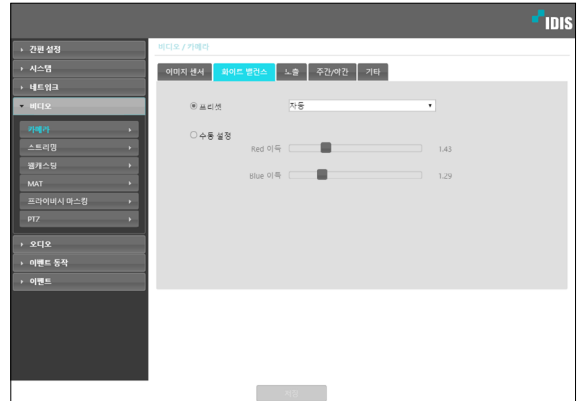 IDIS
간편 설정
시스템
네트워크
비디오
카메라
스트리밍
웹캐스팅
MAT
프라이버시 마스킹
PTZ
오디오
이벤트 동작
이벤트
비디오 / 카메라
이미지 센서 화이트 밸런스 노출 주간/야간 기타
프리셋 자동
수동 설정
Red 이득 1.43
Blue 이득 1.29
저장